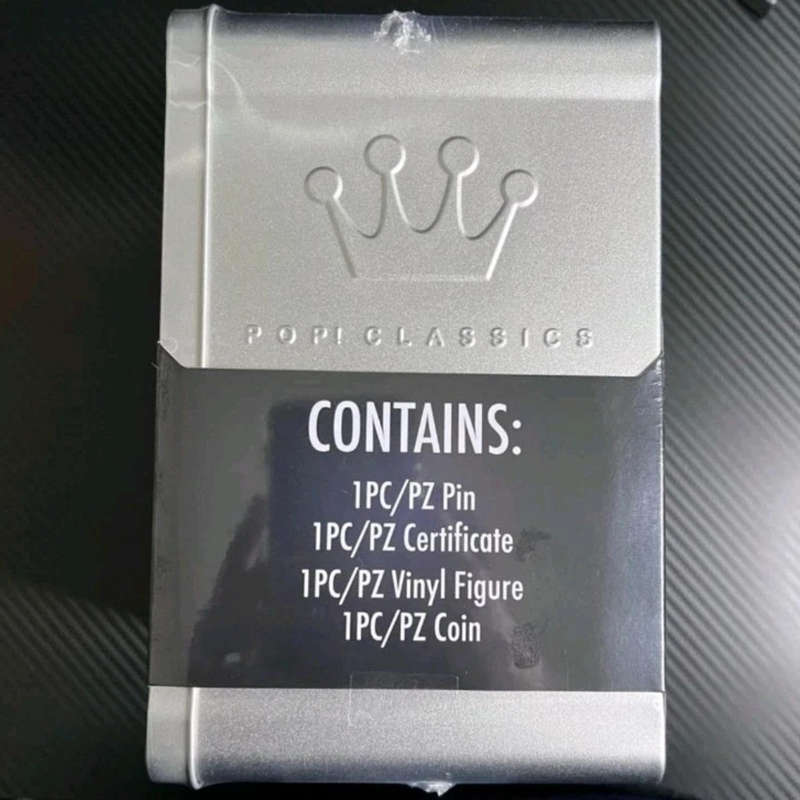 POP! CLASSICS
CONTAINS:
1PC/PZ Pin
1PC/PZ Certificate
1PC/PZ Vinyl Figure
1PC/PZ Coin